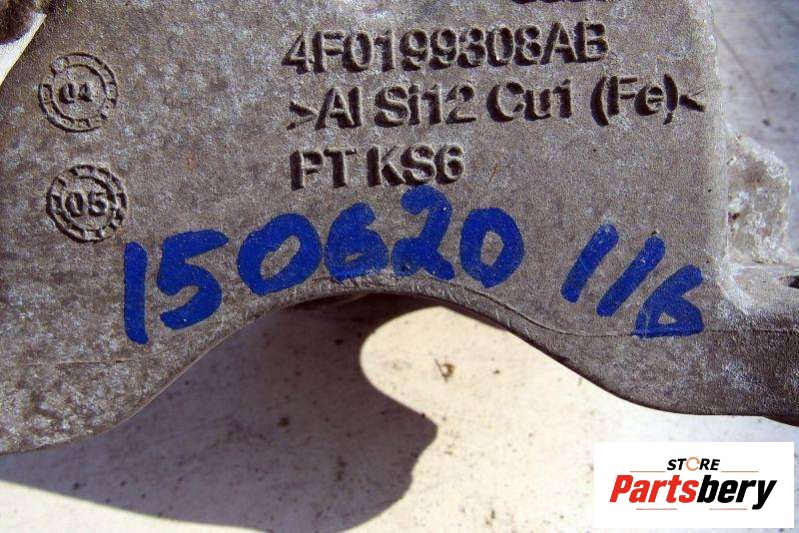 4F0199308AB
04
>Al Si12 Cu1 (Fe)<
PT KS6
05
150620 116
STORE
Partsbery